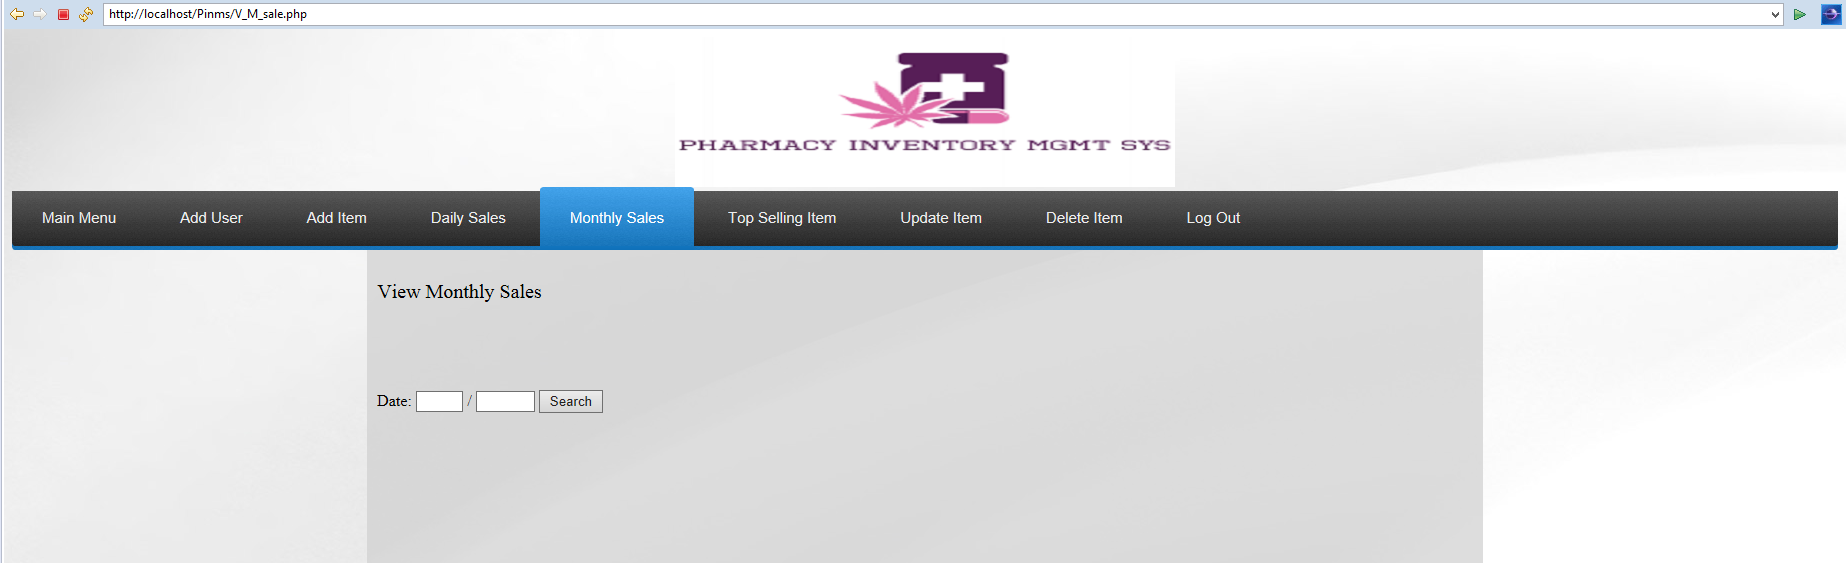 http://localhost/Pinms/V_M_sale.php
PHARMACY INVENTORY MGMT SYS
Main Menu Add User Add Item Daily Sales Monthly Sales Top Selling Item Update Item Delete Item Log Out
View Monthly Sales
Date: / Search